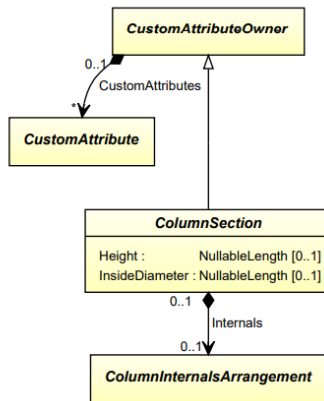 CustomAttributeOwner
0..1
CustomAttributes
*
CustomAttribute
ColumnSection
Height : NullableLength [0..1]
InsideDiameter : NullableLength [0..1]
0..1
Internals
0..1
ColumnInternalsArrangement